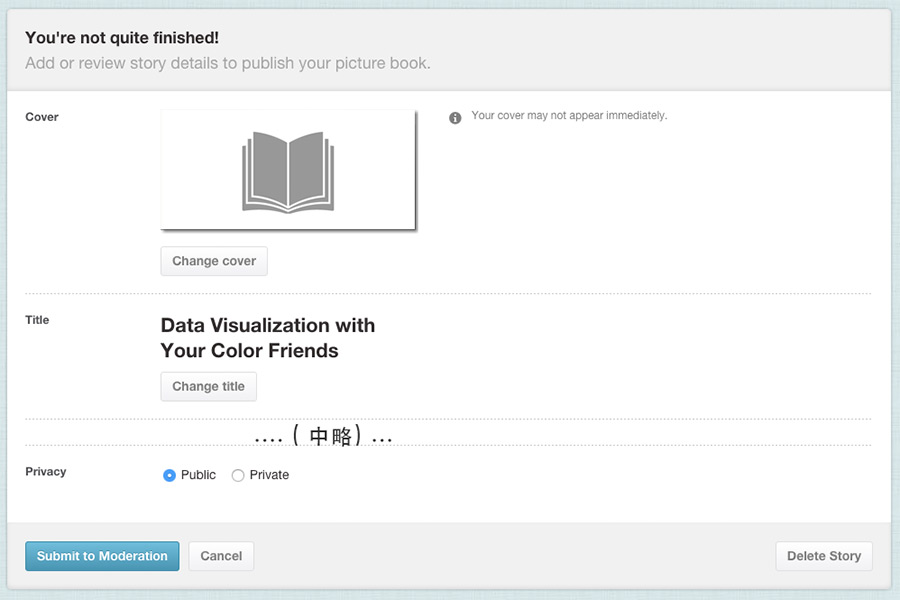 You're not quite finished!
Add or review story details to publish your picture book.
Cover
Your cover may not appear immediately.
Change cover
Title
Data Visualization with
Your Color Friends
Change title
.... ( 中略) ...
Privacy
Public
Private
Submit to Moderation
Cancel
Delete Story